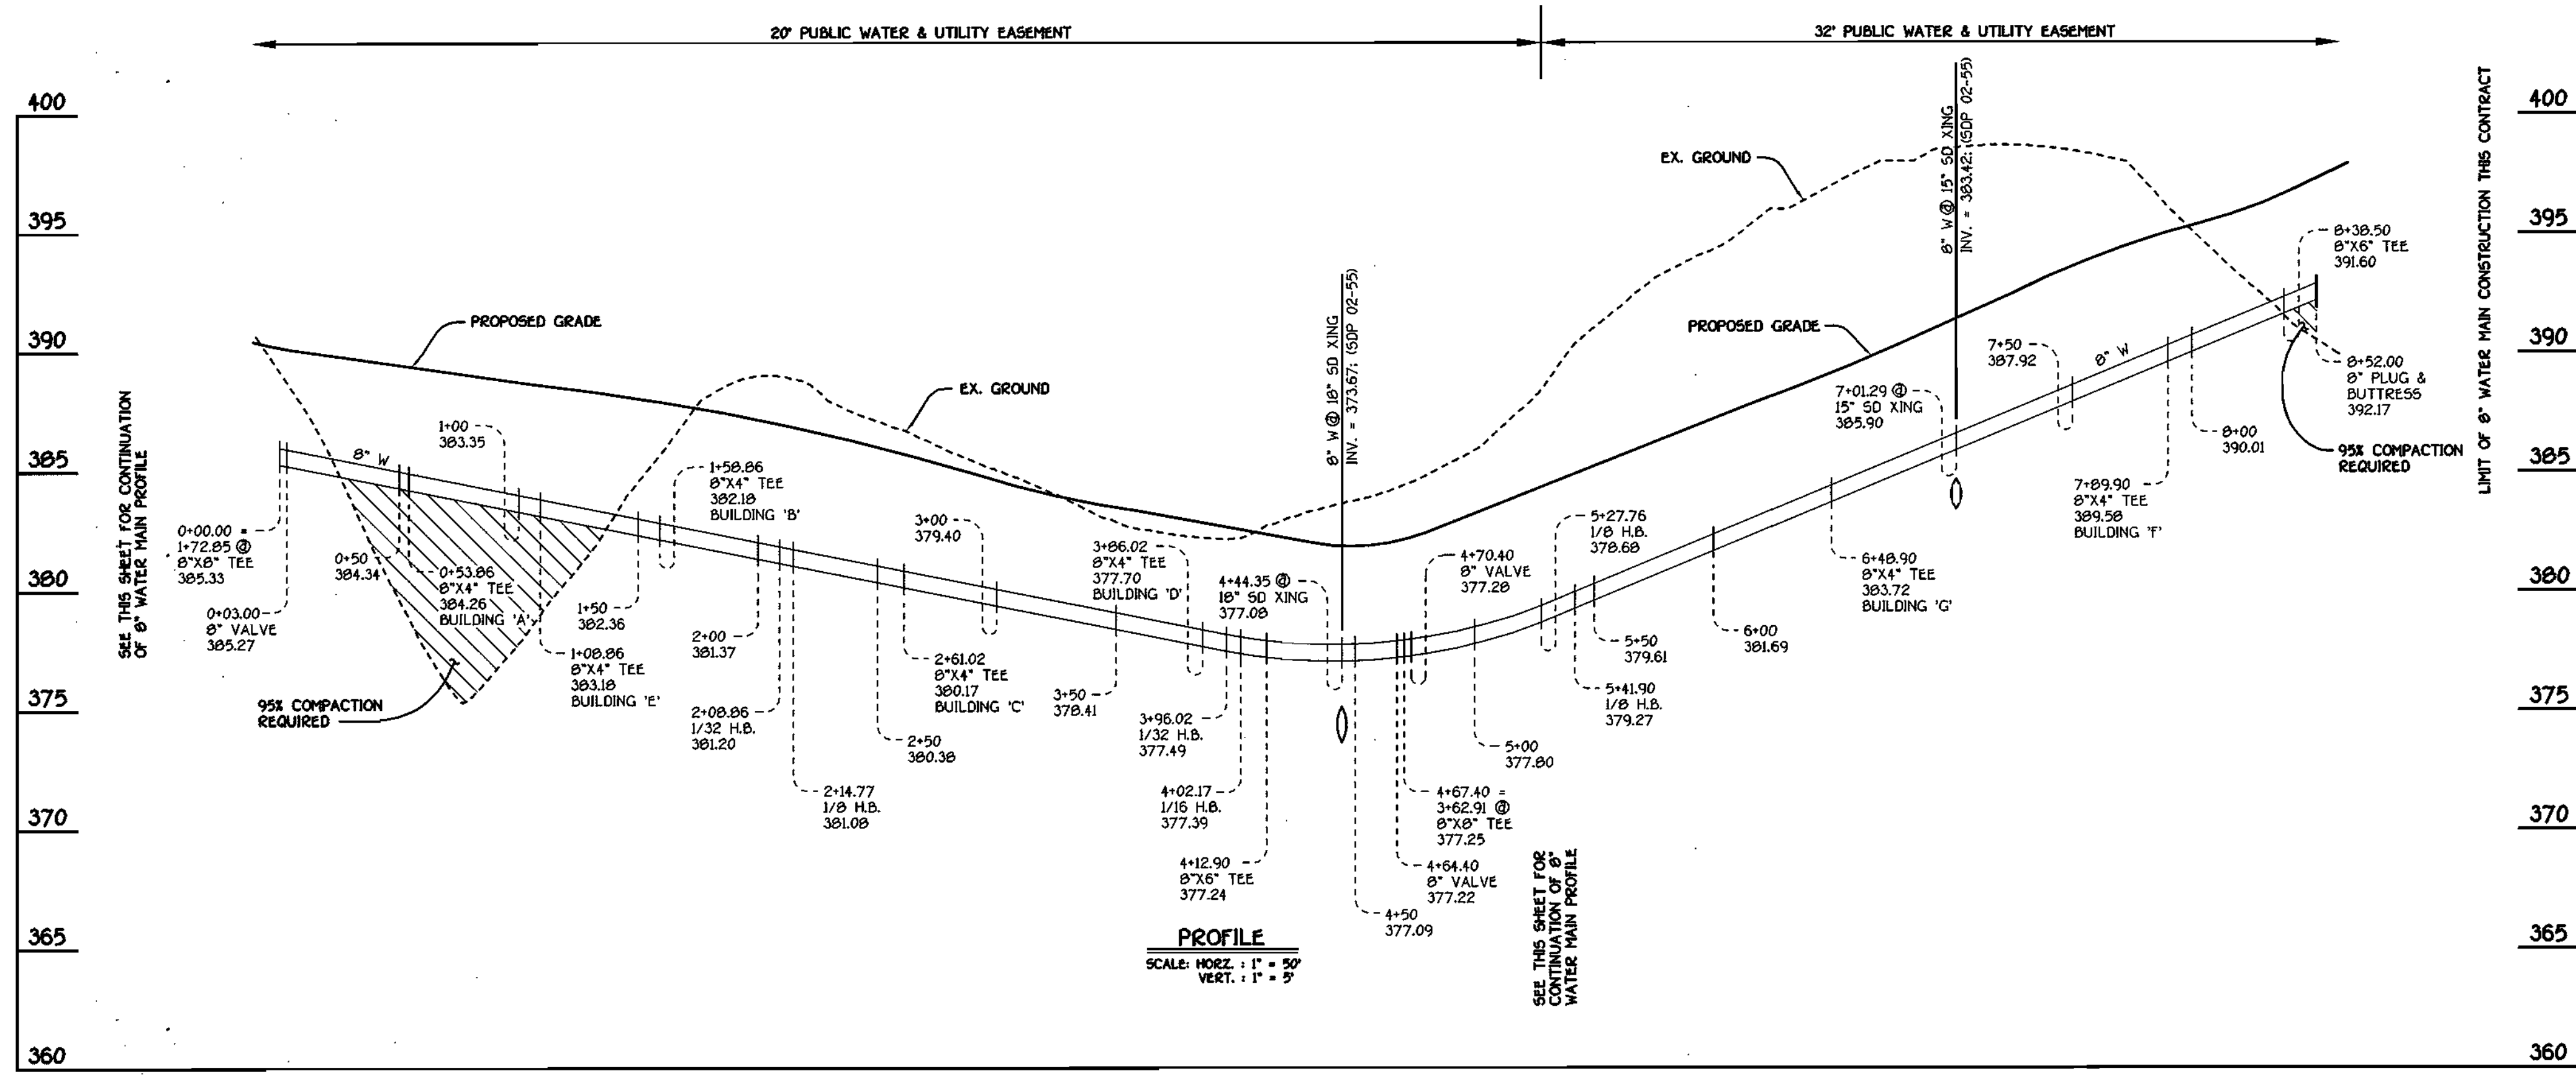 20' PUBLIC WATER & UTILITY EASEMENT
32' PUBLIC WATER & UTILITY EASEMENT
400
395
390
385
380
375
370
365
360
SEE THIS SHEET FOR CONTINUATION
OF 8" WATER MAIN PROFILE
0+00.00 =
1+72.85 @
8"X8" TEE
385.33
0+03.00
8" VALVE
385.27
PROPOSED GRADE
8" W
0+50
384.34
0+53.86
8"X4" TEE
384.26
BUILDING 'A'
95% COMPACTION
REQUIRED
1+00
383.35
1+08.86
8"X4" TEE
383.18
BUILDING 'E'
1+50
382.36
1+58.86
8"X4" TEE
382.18
BUILDING 'B'
2+00
381.37
2+08.86
1/32 H.B.
381.20
2+14.77
1/8 H.B.
381.08
EX. GROUND
2+50
380.38
2+61.02
8"X4" TEE
380.17
BUILDING 'C'
3+00
379.40
3+50
378.41
3+86.02
8"X4" TEE
377.70
BUILDING 'D'
3+96.02
1/32 H.B.
377.49
4+02.17
1/16 H.B.
377.39
4+12.90
8"X6" TEE
377.24
8" W @ 18" SD XING
INV. = 373.67; (SDP 02-55)
4+44.35 @
18" SD XING
377.08
4+50
377.09
4+64.40
8" VALVE
377.22
4+67.40 =
3+62.91 @
8"X8" TEE
377.25
4+70.40
8" VALVE
377.28
5+00
377.80
5+27.76
1/8 H.B.
378.68
5+41.90
1/8 H.B.
379.27
5+50
379.61
6+00
381.69
6+48.90
8"X4" TEE
383.72
BUILDING 'G'
EX. GROUND
PROPOSED GRADE
8" W @ 15" SD XING
INV. = 383.42; (SDP 02-55)
7+01.29 @
15" SD XING
385.90
7+50
387.92
8" W
7+89.90
8"X4" TEE
389.58
BUILDING 'F'
8+00
390.01
8+38.50
8"X6" TEE
391.60
8+52.00
8" PLUG &
BUTTRESS
392.17
95% COMPACTION
REQUIRED
LIMIT OF 8" WATER MAIN CONSTRUCTION THIS CONTRACT
400
395
390
385
380
375
370
365
360
SEE THIS SHEET FOR
CONTINUATION OF 8"
WATER MAIN PROFILE
PROFILE
SCALE: HORZ. : 1" = 50'
VERT. : 1" = 5'